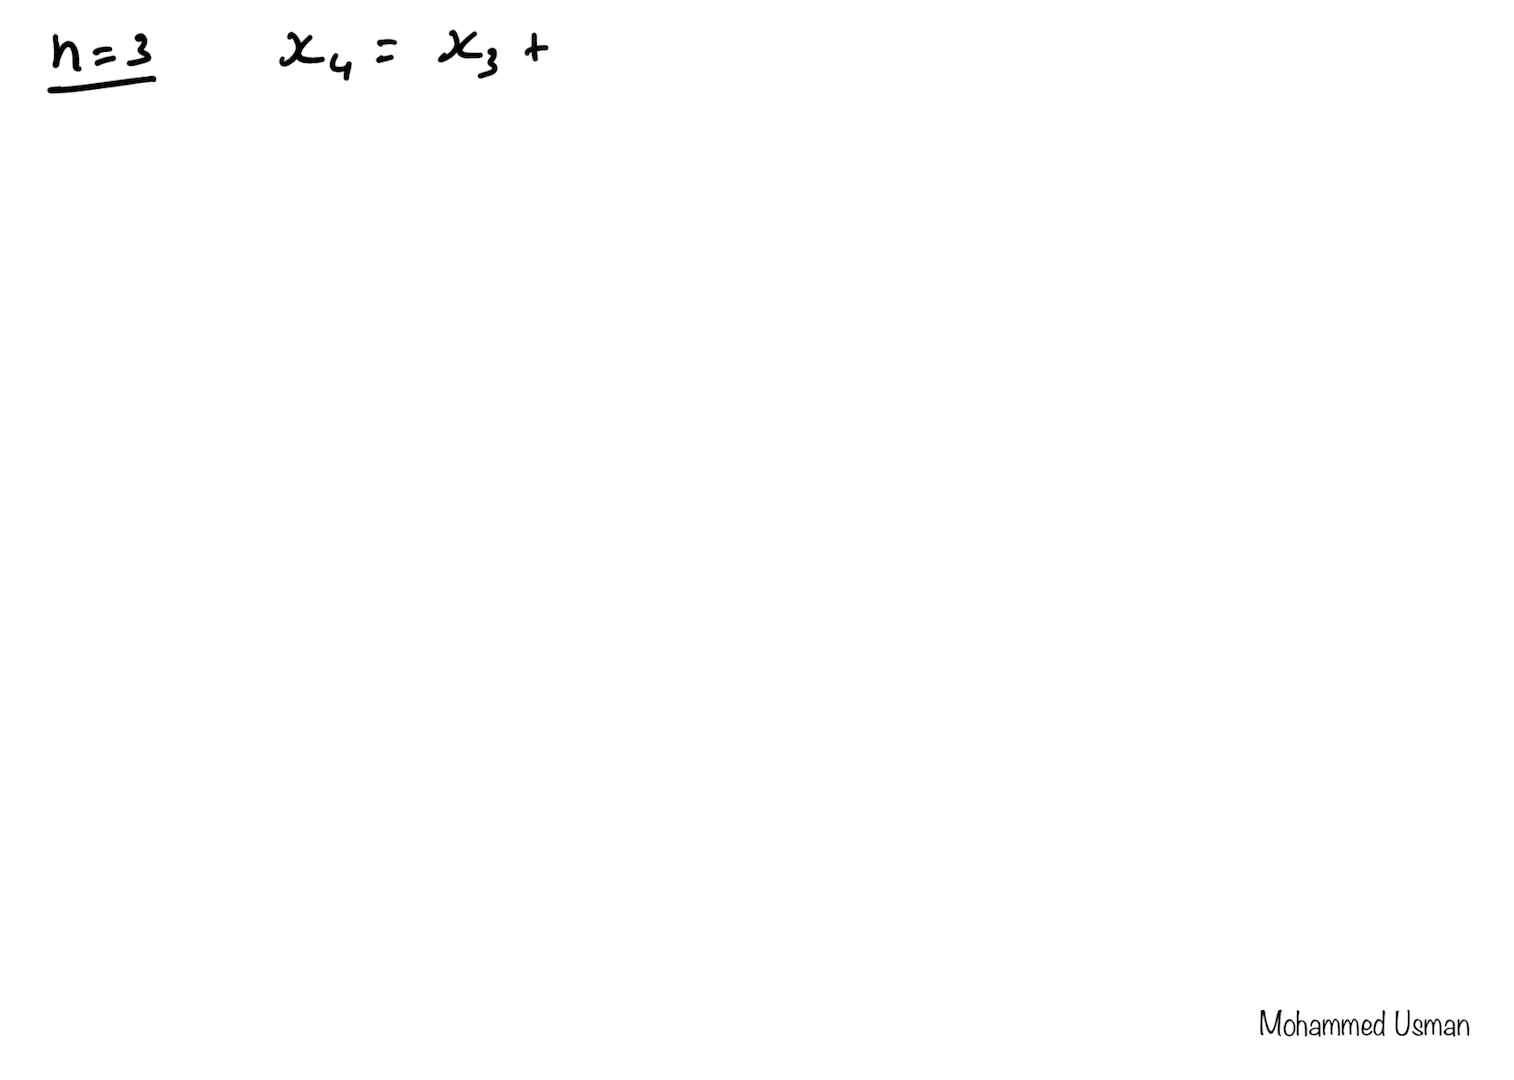 n=3 x₄ = x₃ +
Mohammed Usman